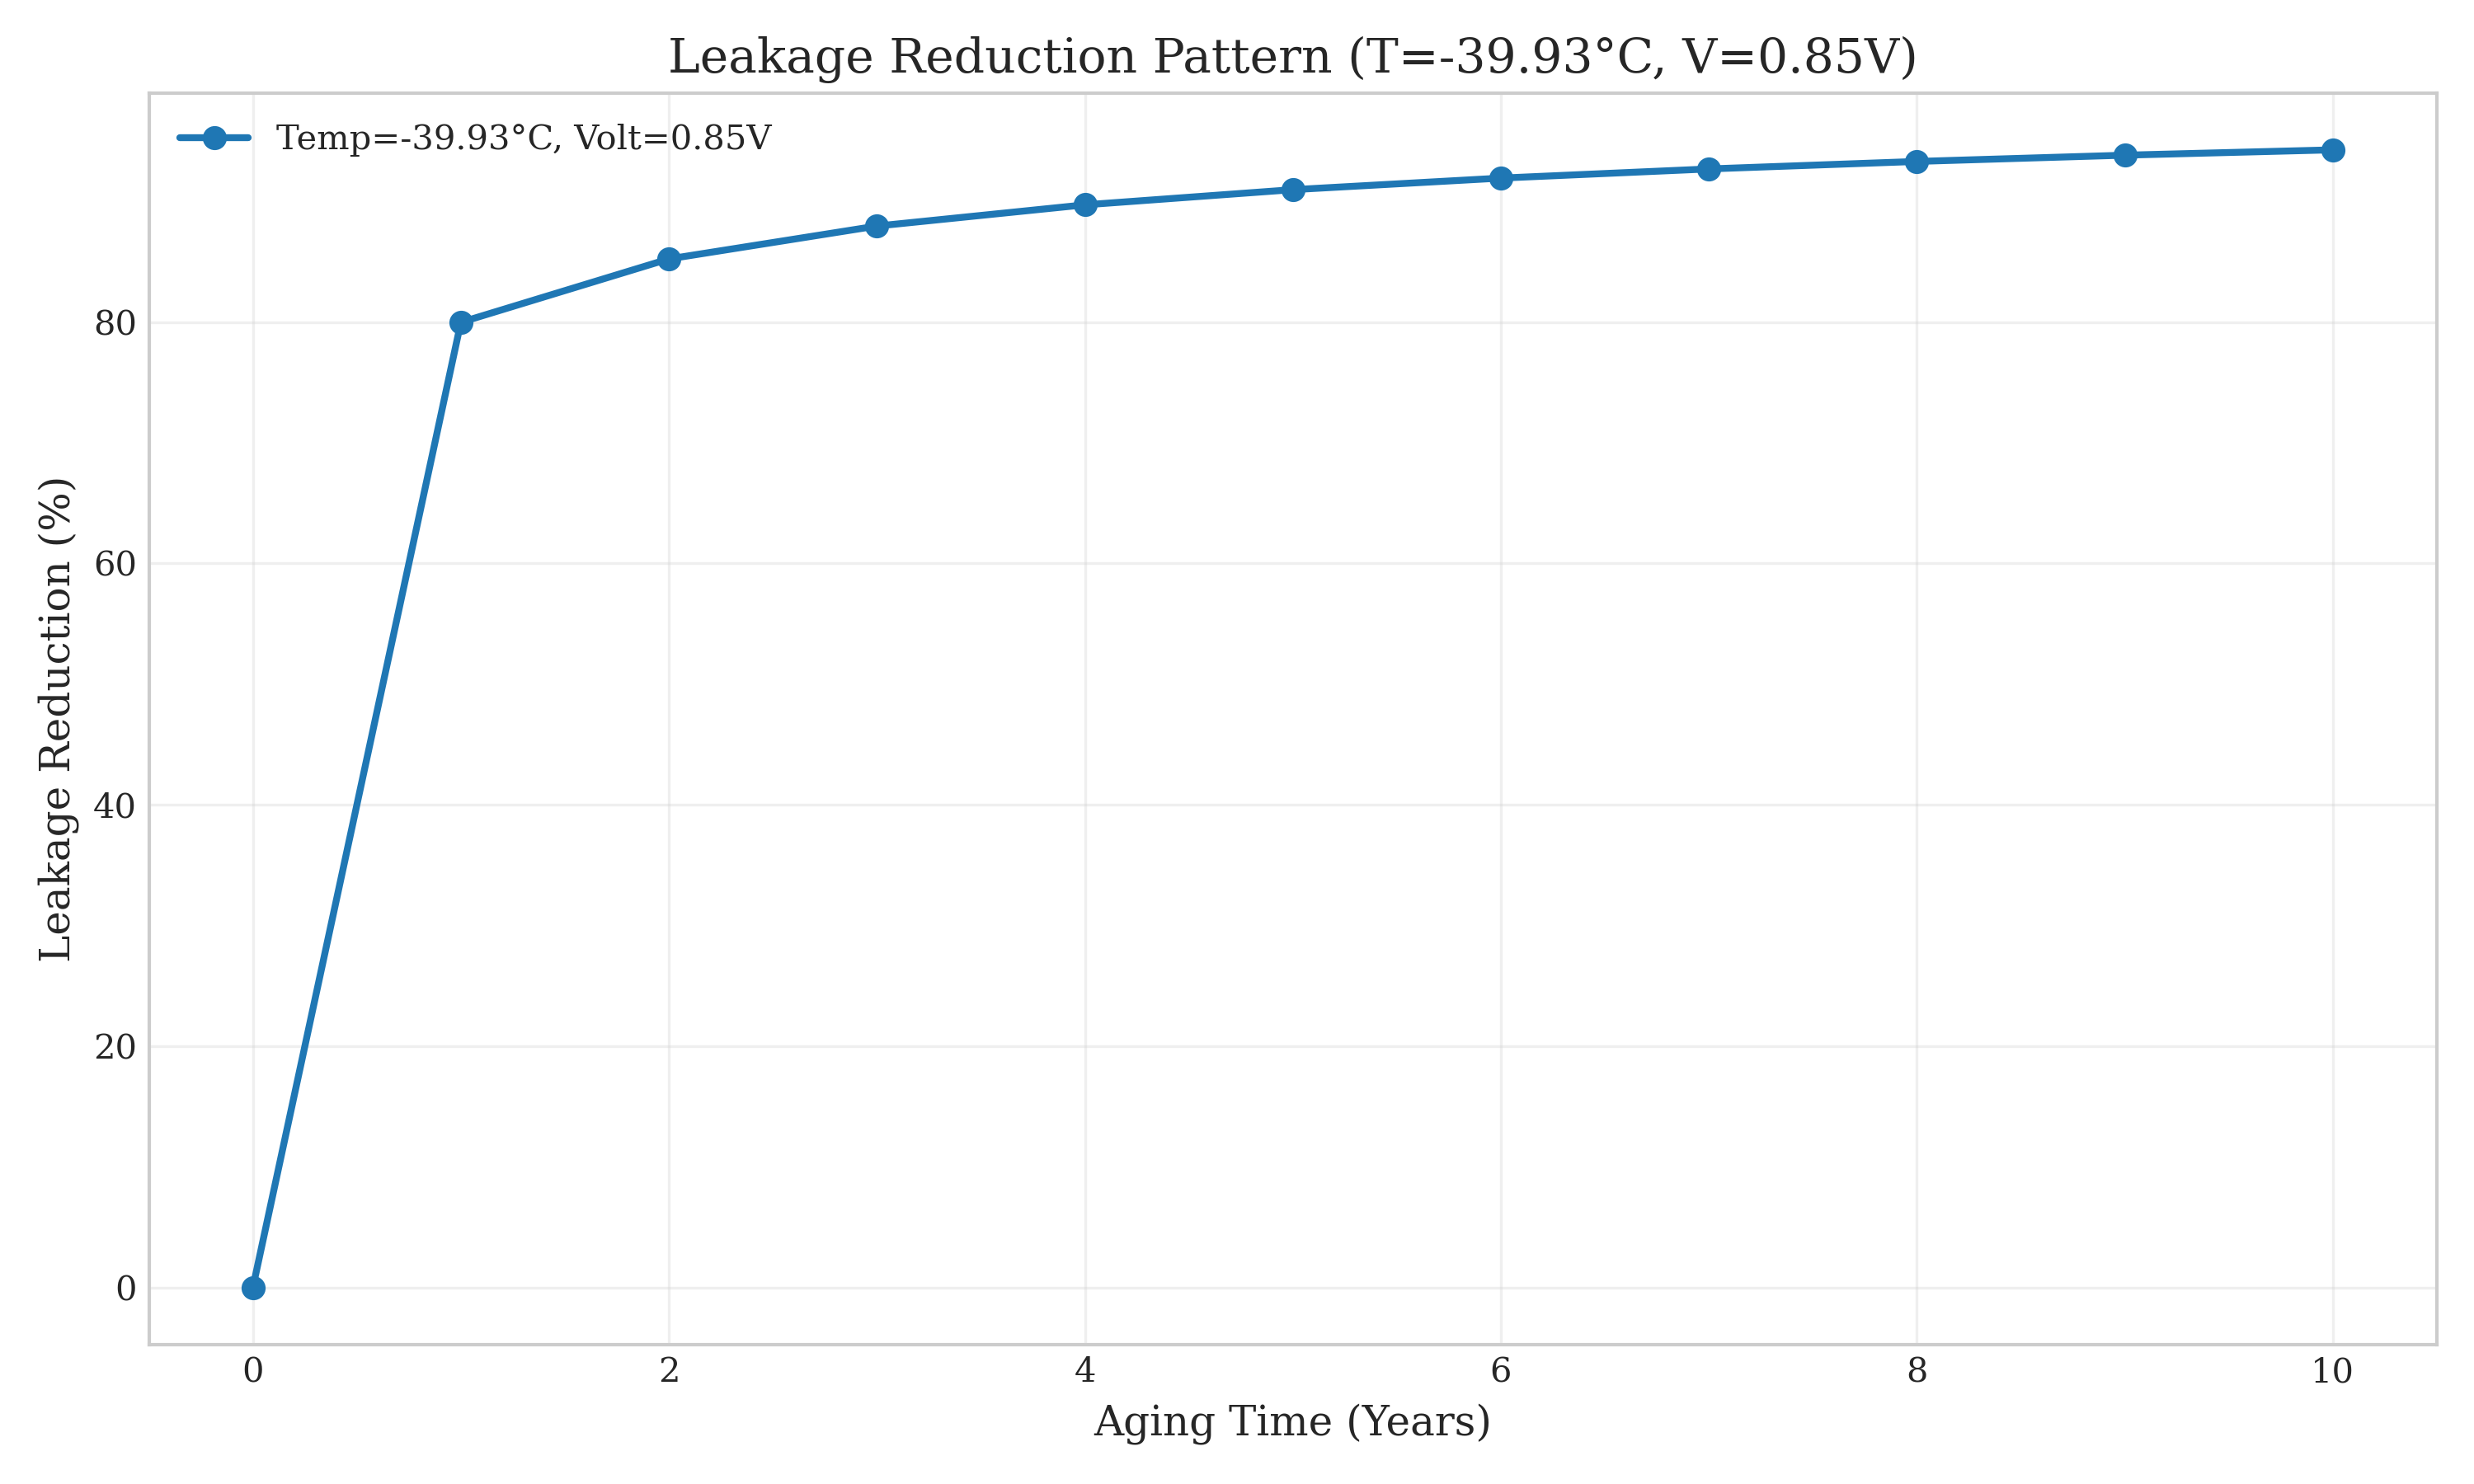 Leakage Reduction Pattern (T=-39.93°C, V=0.85V)
Temp=-39.93°C, Volt=0.85V
Leakage Reduction (%)
80
60
40
20
0
0 2 4 6 8 10
Aging Time (Years)